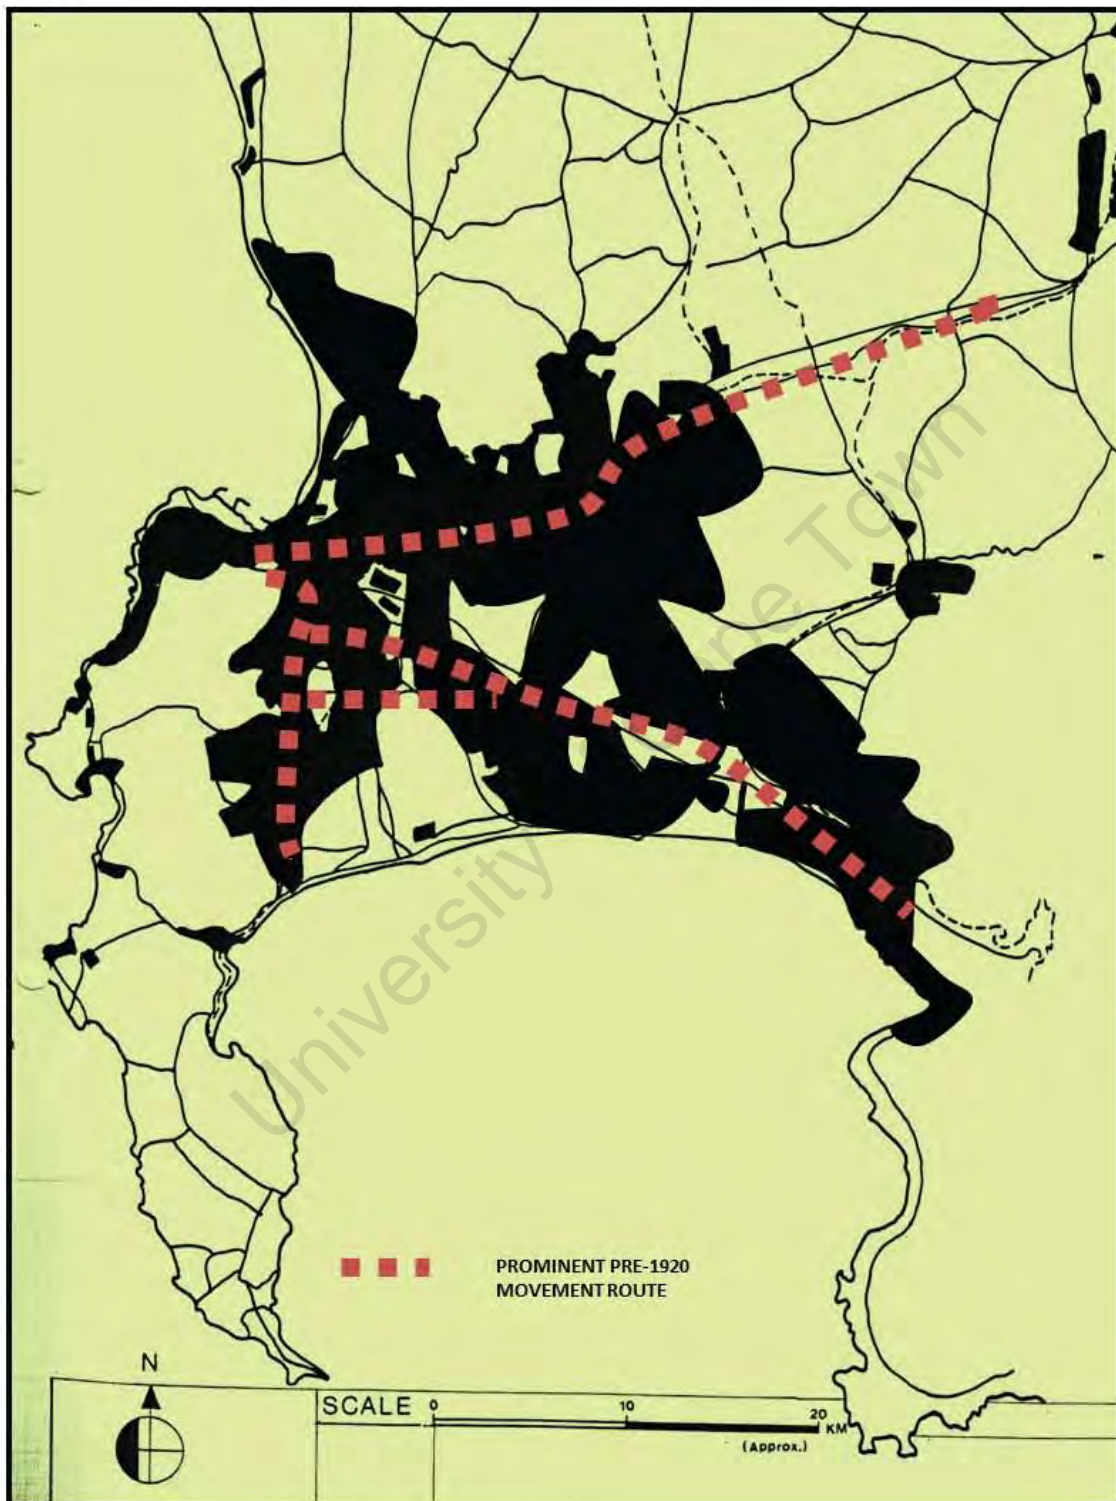 University of Cape Town
PROMINENT PRE-1920
MOVEMENT ROUTE
N
SCALE 0 10 20 KM
(Approx.)